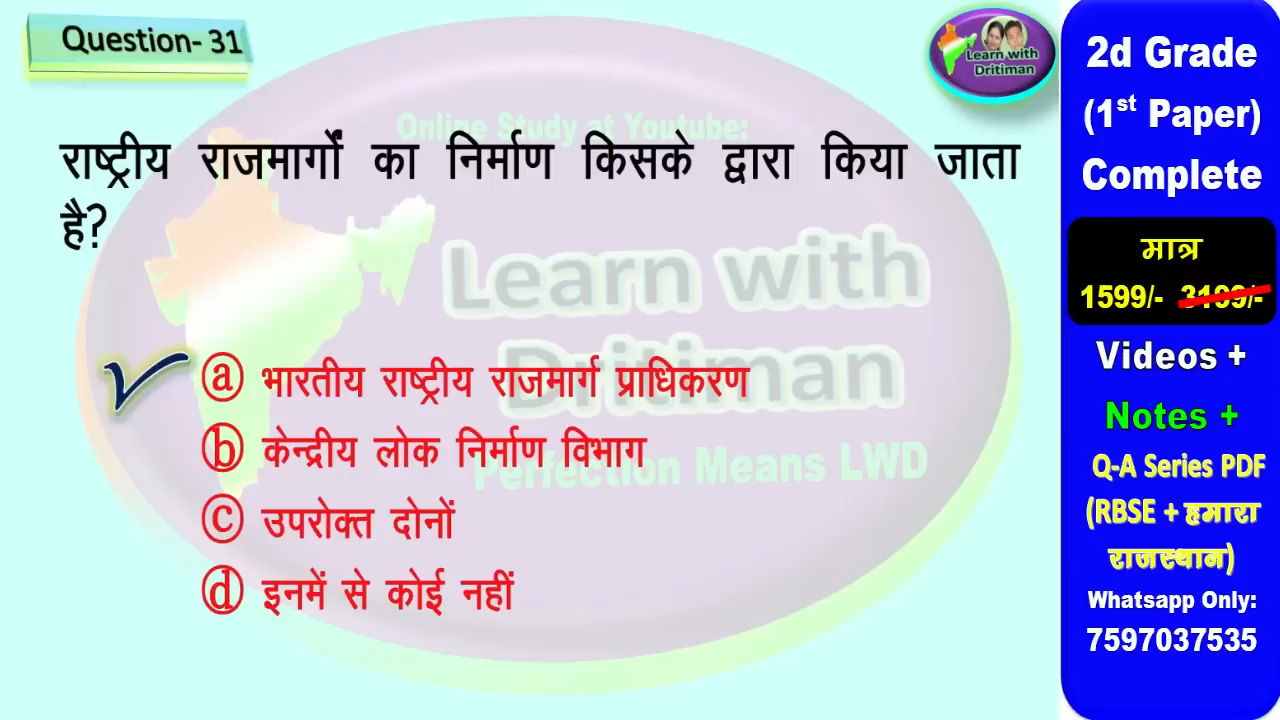 Question- 31
Learn with
Dritiman
Online Study at Youtube:
राष्ट्रीय राजमार्गों का निर्माण किसके द्वारा किया जाता
है?
Learn with
Dritiman
Perfection Means LWD
ⓐ भारतीय राष्ट्रीय राजमार्ग प्राधिकरण
ⓑ केन्द्रीय लोक निर्माण विभाग
ⓒ उपरोक्त दोनों
ⓓ इनमें से कोई नहीं
2d Grade
(1st Paper)
Complete
मात्र
1599/- 3199/-
Videos +
Notes +
Q-A Series PDF
(RBSE + हमारा
राजस्थान)
Whatsapp Only:
7597037535